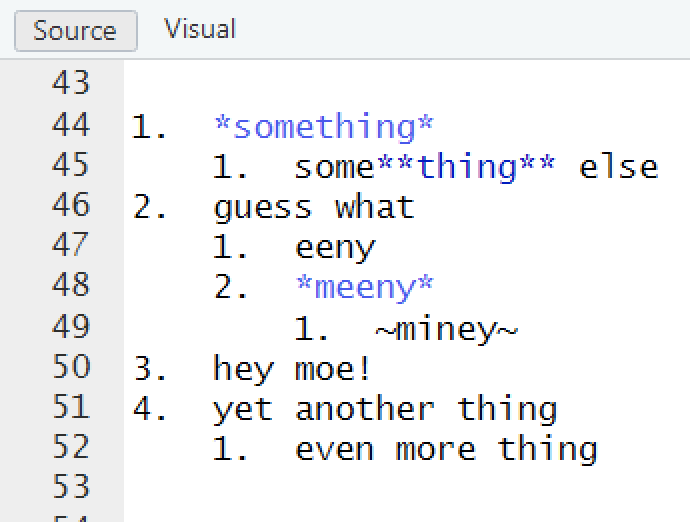 Source Visual
43
44 1.  *something*
45     1.  some**thing** else
46 2.  guess what
47     1.  eeny
48     2.  *meeny*
49         1.  ~miney~
50 3.  hey moe!
51 4.  yet another thing
52     1.  even more thing
53